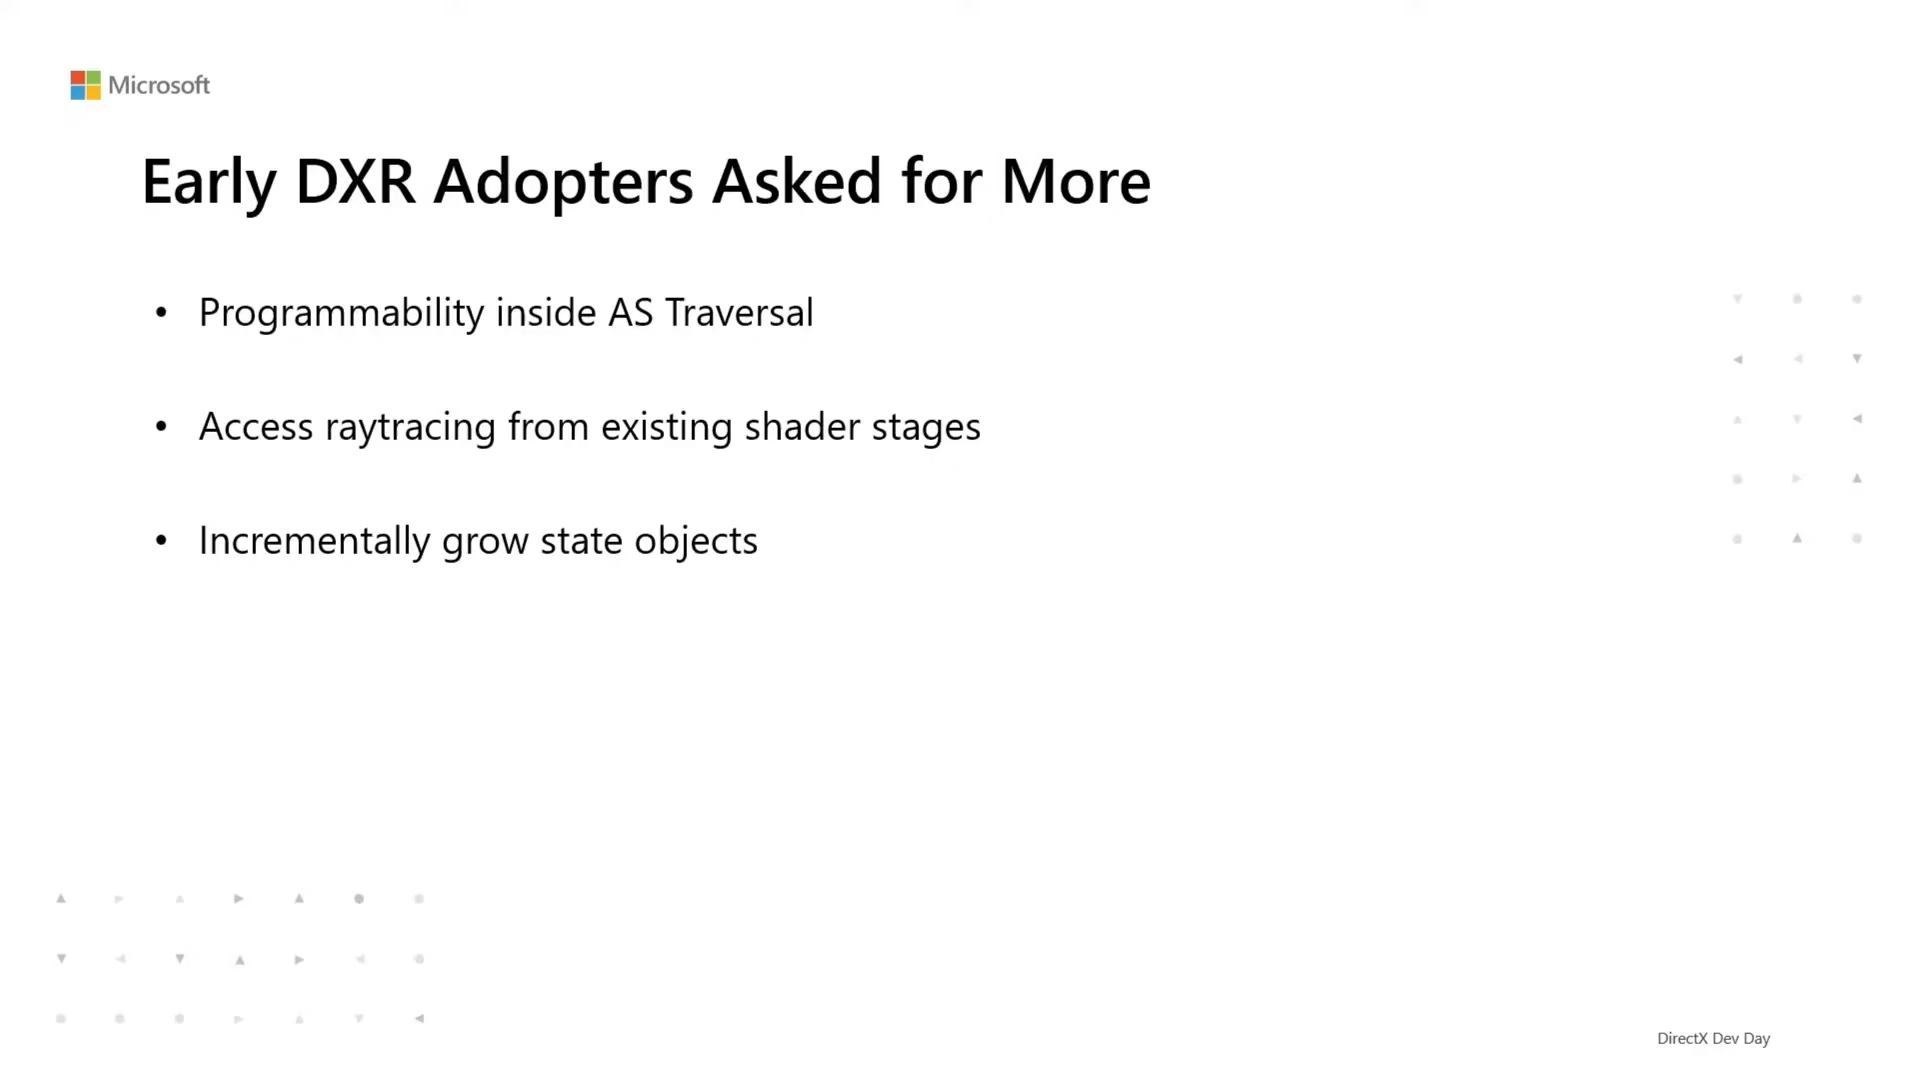 Microsoft
Early DXR Adopters Asked for More
• Programmability inside AS Traversal
• Access raytracing from existing shader stages
• Incrementally grow state objects
DirectX Dev Day